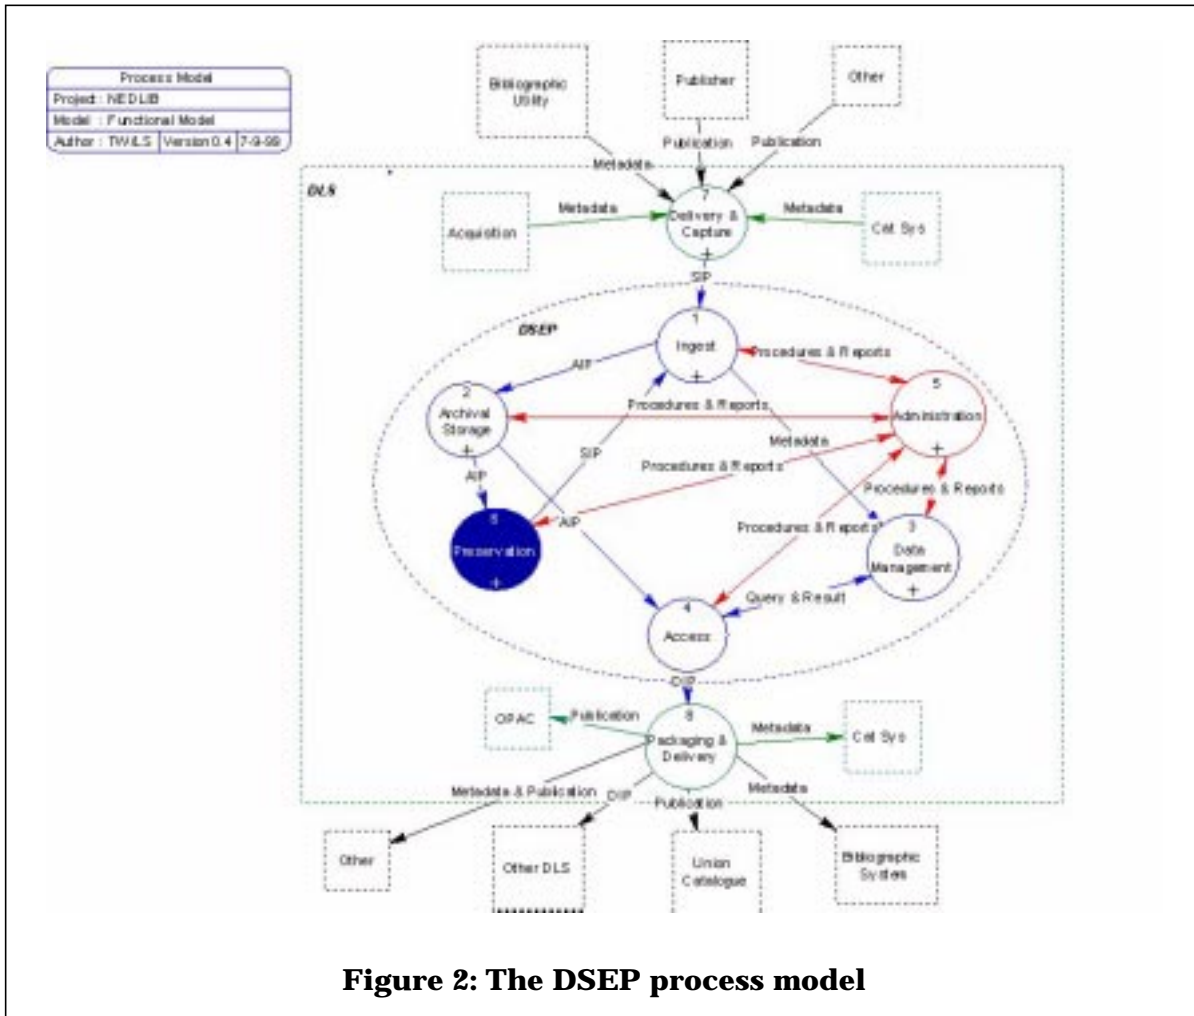 Process Model
Project : NEDLIB
Model : Functional Model
Author : TW/LS Version 0.4 7-9-99
Bibliographic
Utility
Publisher
Other
Metadata
Publication
Publication
DLS
Acquisition
Metadata
7
Delivery &
Capture
+
Metadata
Cat Sys
SIP
DSEP
1
Ingest
+
AIP
Procedures & Reports
2
Archival
Storage
+
Procedures & Reports
5
Administration
+
SIP
Metadata
AIP
Procedures & Reports
Procedures & Reports
6
Preservation
+
AIP
Procedures & Reports
3
Data
Management
+
Query & Result
4
Access
DIP
OPAC
Publication
8
Packaging &
Delivery
Metadata
Cat Sys
Metadata & Publication
DIP
Publication
Metadata
Other
Other DLS
Union
Catalogue
Bibliographic
System
Figure 2: The DSEP process model